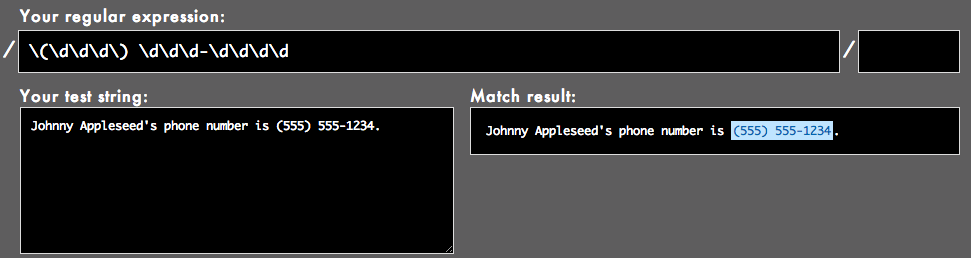 Your regular expression:
/ \(\d\d\d\) \d\d\d-\d\d\d\d /
Your test string:
Johnny Appleseed's phone number is (555) 555-1234.
Match result:
Johnny Appleseed's phone number is (555) 555-1234.